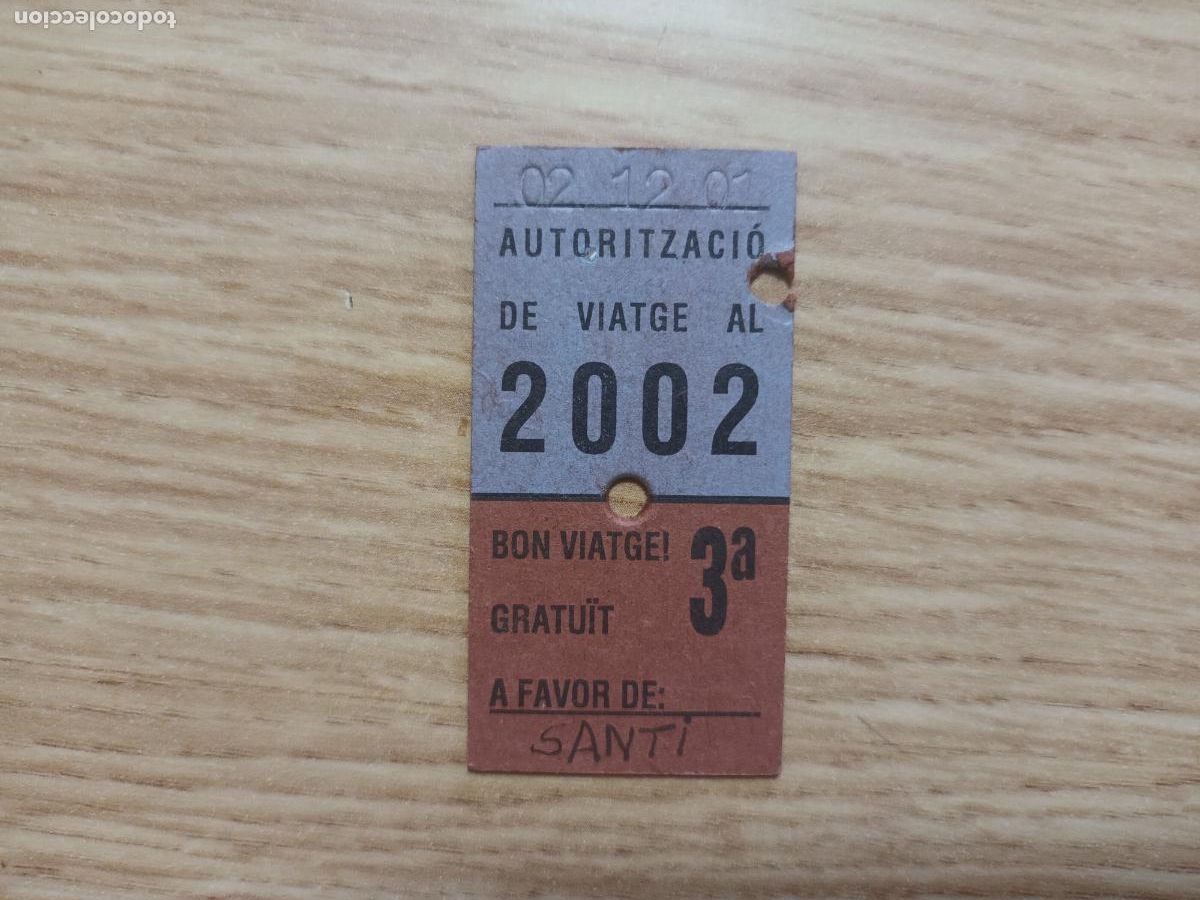 todocoleccion
02 12 01
AUTORITZACIÓ
DE VIATGE AL
2002
BON VIATGE! 3ª
GRATUÏT
A FAVOR DE:
SANTi